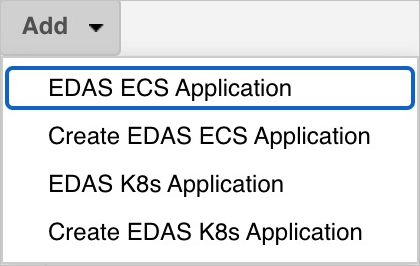 Add
EDAS ECS Application
Create EDAS ECS Application
EDAS K8s Application
Create EDAS K8s Application